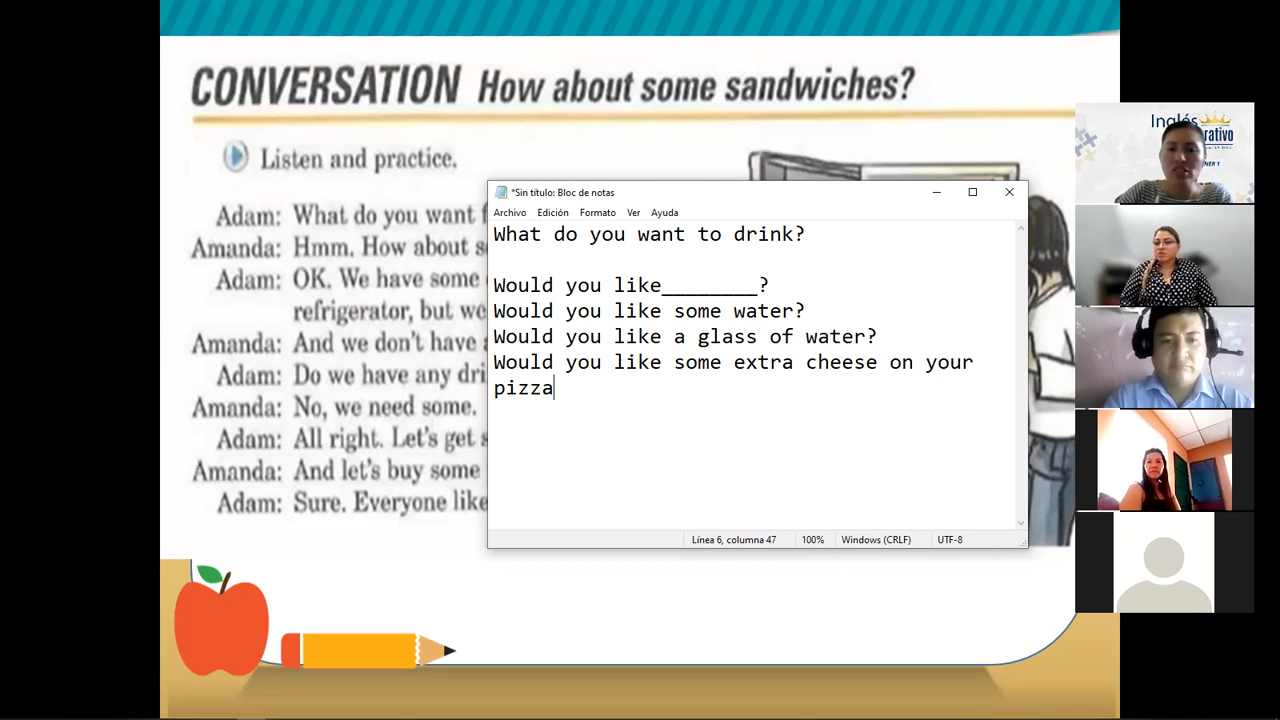 CONVERSATION How about some sandwiches?
Listen and practice.
Adam: What do you want
Amanda: Hmm. How about
Adam: OK. We have some
refrigerator, but we
Amanda: And we don't have
Adam: Do we have any
Amanda: No, we need some.
Adam: All right. Let's get
Amanda: And let's buy some
Adam: Sure. Everyone
*Sin título: Bloc de notas
Archivo Edición Formato Ver Ayuda
What do you want to drink?
Would you like________?
Would you like some water?
Would you like a glass of water?
Would you like some extra cheese on your
pizza
Línea 6, columna 47 100% Windows (CRLF) UTF-8
Inglés